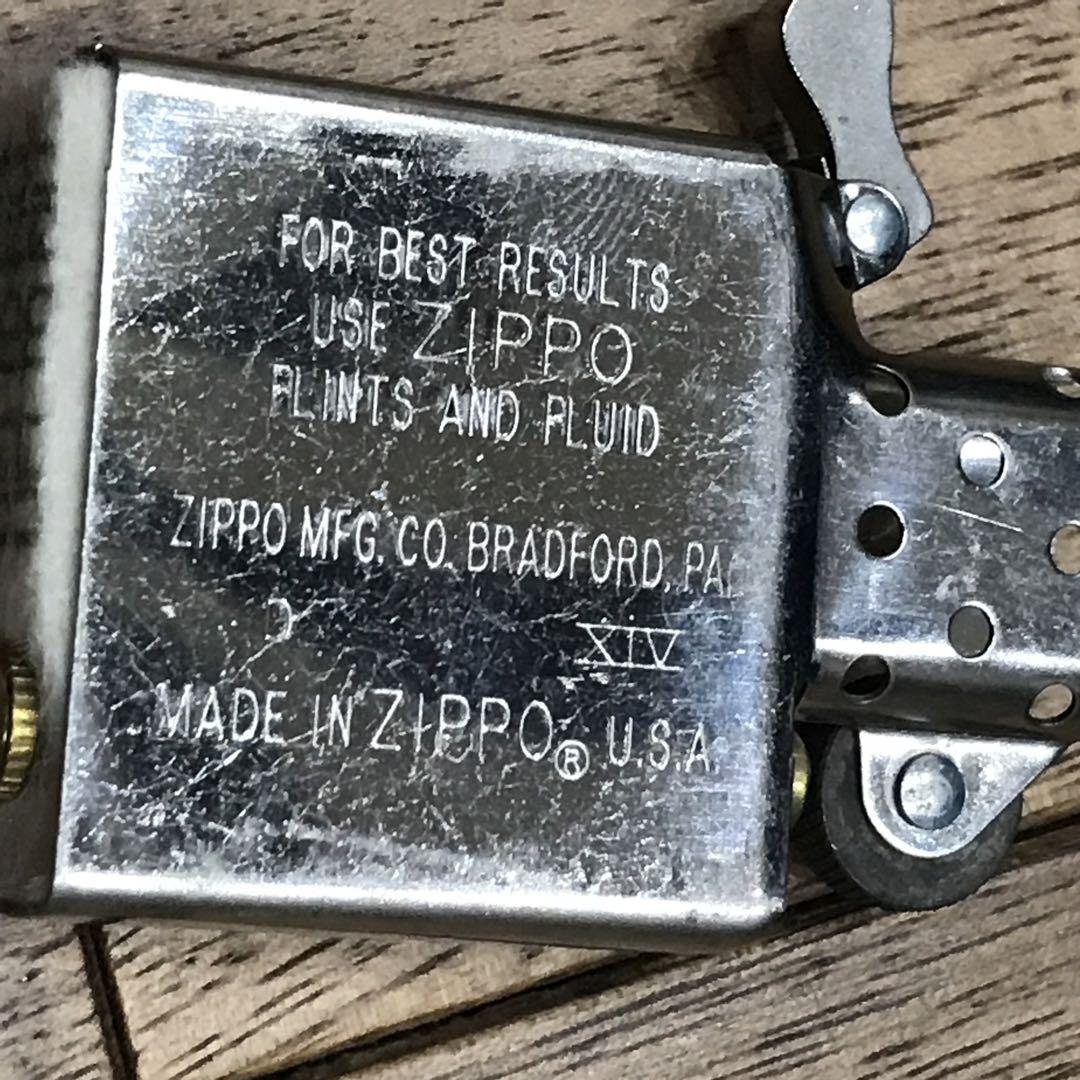 FOR BEST RESULTS
USE ZIPPO
FLINTS AND FLUID
ZIPPO MFG. CO. BRADFORD, PA.
XIV
MADE IN ZIPPO® U.S.A.